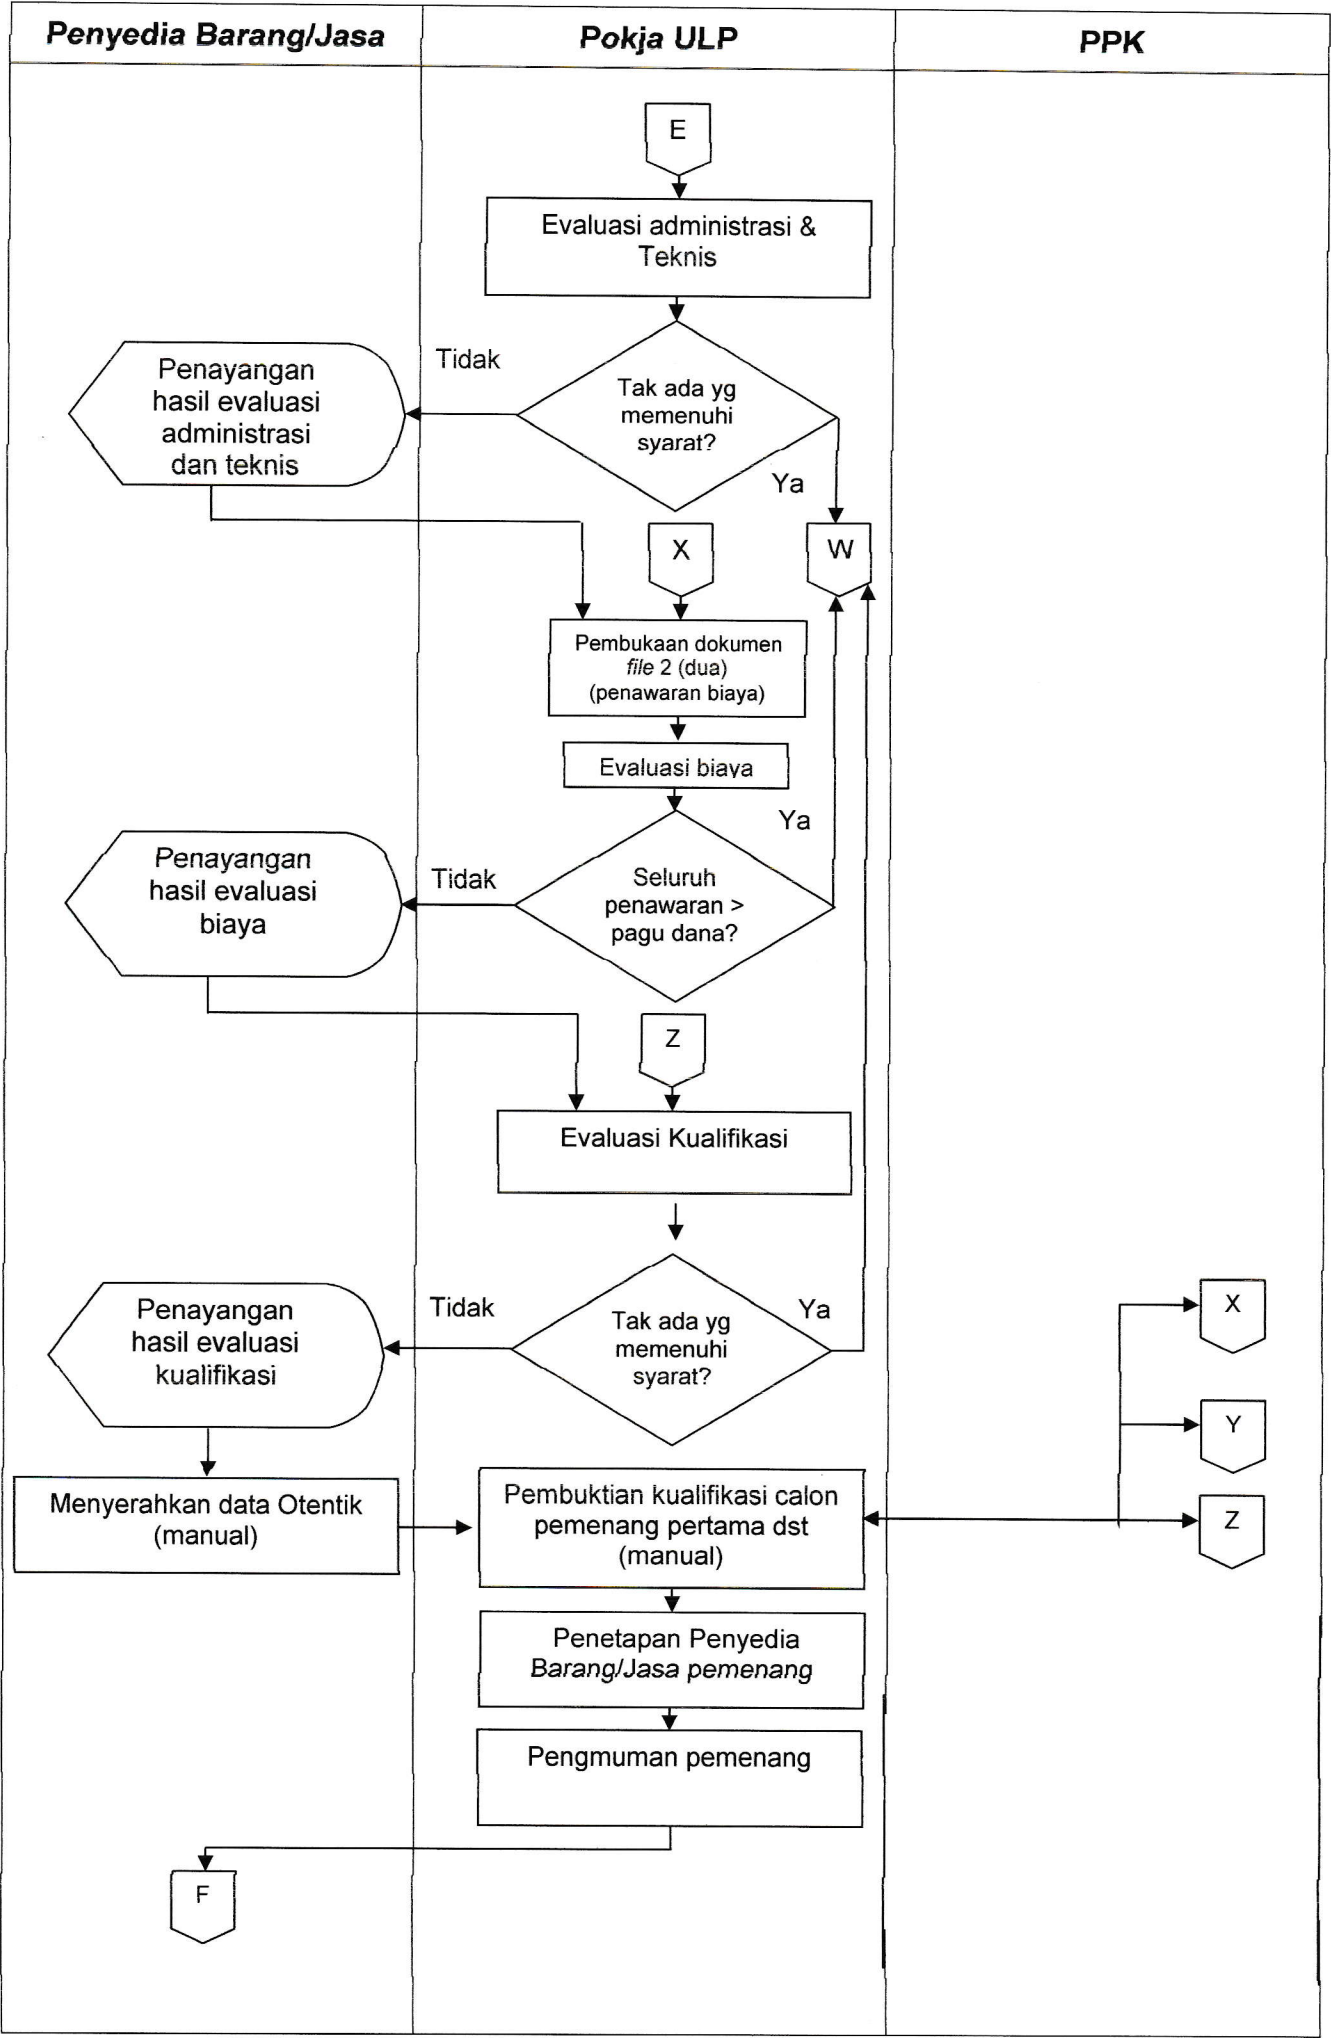 Penyedia Barang/Jasa
Pokja ULP
PPK
E
Evaluasi administrasi &
Teknis
Tidak
Penayangan
hasil evaluasi
administrasi
dan teknis
Tak ada yg
memenuhi
syarat?
Ya
X
W
Pembukaan dokumen
file 2 (dua)
(penawaran biaya)
Evaluasi biaya
Ya
Penayangan
hasil evaluasi
biaya
Tidak
Seluruh
penawaran >
pagu dana?
Z
Evaluasi Kualifikasi
Penayangan
hasil evaluasi
kualifikasi
Tidak
Tak ada yg
memenuhi
syarat?
Ya
X
Y
Menyerahkan data Otentik
(manual)
Pembuktian kualifikasi calon
pemenang pertama dst
(manual)
Z
Penetapan Penyedia
Barang/Jasa pemenang
Pengmuman pemenang
F